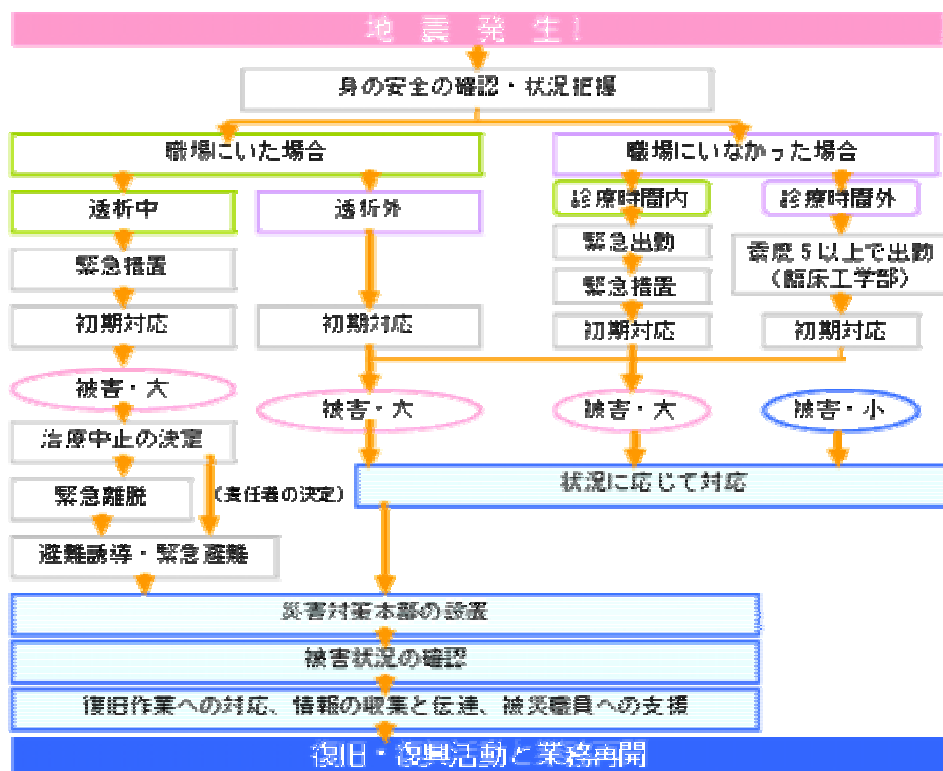 地 震 発 生！
身の安全の確認・状況把握
職場にいた場合
職場にいなかった場合
透析中
透析外
診療時間内
診療時間外
緊急措置
緊急出動
震度５以上で出動
（臨床工学部）
緊急措置
初期対応
初期対応
初期対応
初期対応
被害・大
被害・大
被害・大
被害・小
治療中止の決定
緊急離脱
（責任者の決定）
状況に応じて対応
避難誘導・緊急避難
災害対策本部の設置
被害状況の確認
復旧作業への対応、情報の収集と伝達、被災職員への支援
復旧・復興活動と業務再開